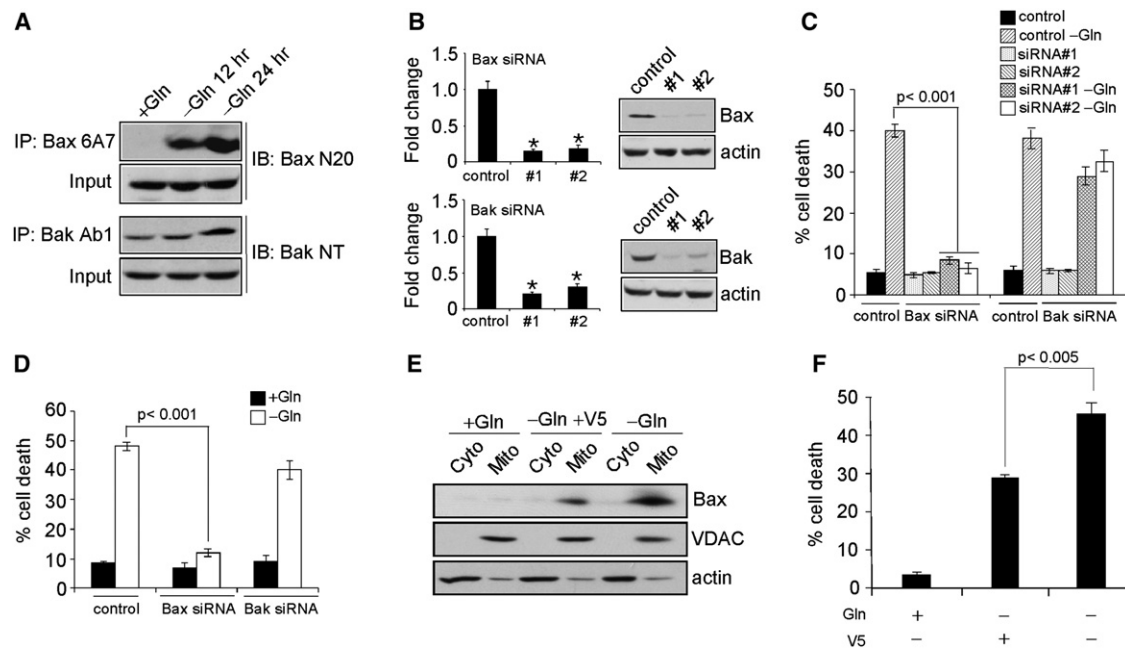 A
+Gln
−Gln 12 hr
−Gln 24 hr
IP: Bax 6A7
Input
IB: Bax N20
IP: Bak Ab1
Input
IB: Bak NT
B
Bax siRNA
Fold change
1.5
1.0
0.5
0
* *
control #1 #2
control #1 #2
Bax
actin
Bak siRNA
Fold change
1.5
1.0
0.5
0
* *
control #1 #2
control #1 #2
Bak
actin
C
control
control −Gln
siRNA#1
siRNA#2
siRNA#1 −Gln
siRNA#2 −Gln
p< 0.001
% cell death
50
40
30
20
10
0
control Bax siRNA control Bak siRNA
D
+Gln
−Gln
p< 0.001
% cell death
60
50
40
30
20
10
0
control Bax siRNA Bak siRNA
E
+Gln −Gln +V5 −Gln
Cyto Mito Cyto Mito Cyto Mito
Bax
VDAC
actin
F
p< 0.005
% cell death
50
40
30
20
10
0
Gln + − −
V5 − + −